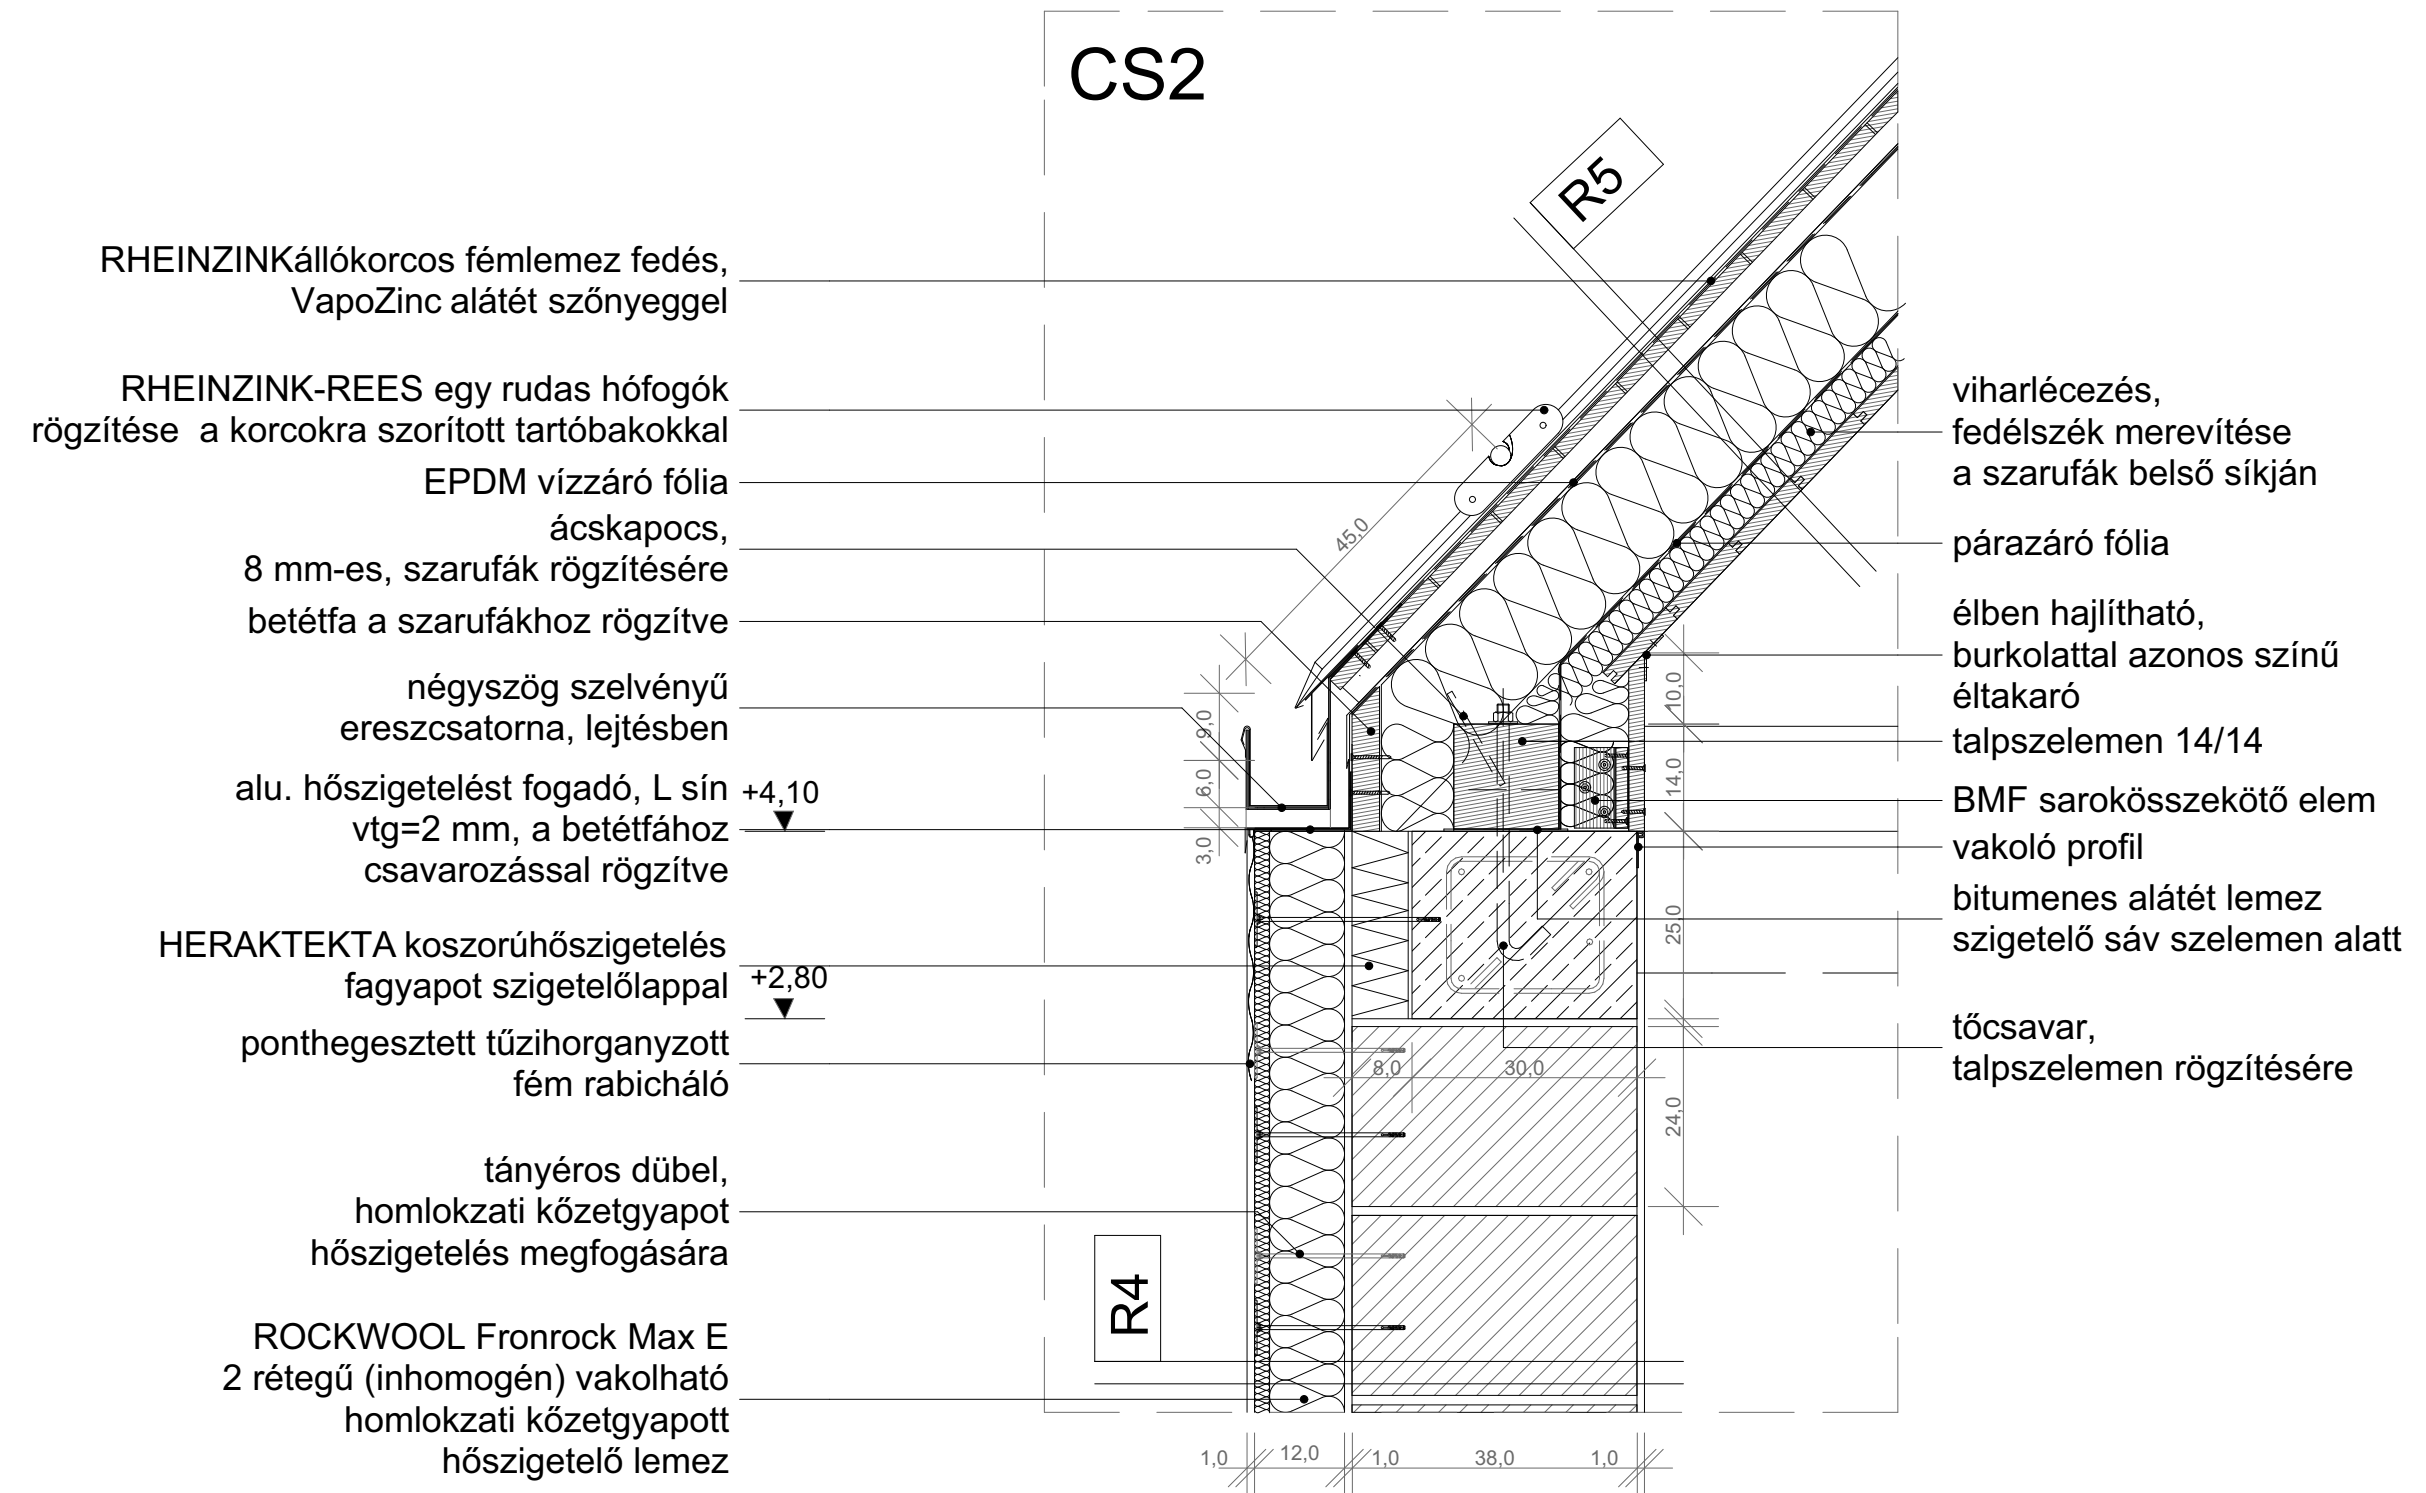 CS2
R5
RHEINZINKállókorcos fémlemez fedés,
VapoZinc alátét szőnyeggel
RHEINZINK-REES egy rudas hófogók
rögzítése a korcokra szorított tartóbakokkal
EPDM vízzáró fólia
ácskapocs,
8 mm-es, szarufák rögzítésére
betétfa a szarufákhoz rögzítve
négyszög szelvényű
ereszcsatorna, lejtésben
alu. hőszigetelést fogadó, L sín
vtg=2 mm, a betétfához
csavarozással rögzítve
+4,10
HERAKTEKTA koszorúhőszigetelés
fagyapot szigetelőlappal
+2,80
ponthegesztett tűzihorganyzott
fém rabicháló
tányéros dübel,
homlokzati kőzetgyapot
hőszigetelés megfogására
ROCKWOOL Fronrock Max E
2 rétegű (inhomogén) vakolható
homlokzati kőzetgyapott
hőszigetelő lemez
R4
45,0
9,0
6,0
3,0
8,0
30,0
10,0
14,0
25,0
24,0
1,0
12,0
1,0
38,0
1,0
viharlécezés,
fedélszék merevítése
a szarufák belső síkján
párazáró fólia
élben hajlítható,
burkolattal azonos színű
éltakaró
talpszelemen 14/14
BMF sarokösszekötő elem
vakoló profil
bitumenes alátét lemez
szigetelő sáv szelemen alatt
tőcsavar,
talpszelemen rögzítésére